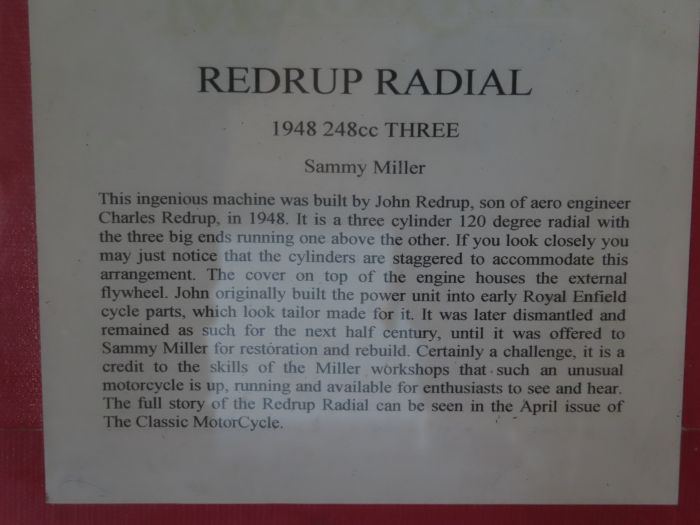 REDRUP RADIAL
1948 248cc THREE
Sammy Miller
This ingenious machine was built by John Redrup, son of aero engineer
Charles Redrup, in 1948. It is a three cylinder 120 degree radial with
the three big ends running one above the other. If you look closely you
may just notice that the cylinders are staggered to accommodate this
arrangement. The cover on top of the engine houses the external
flywheel. John originally built the power unit into early Royal Enfield
cycle parts, which look tailor made for it. It was later dismantled and
remained as such for the next half century, until it was offered to
Sammy Miller for restoration and rebuild. Certainly a challenge, it is a
credit to the skills of the Miller workshops that such an unusual
motorcycle is up, running and available for enthusiasts to see and hear.
The full story of the Redrup Radial can be seen in the April issue of
The Classic MotorCycle.